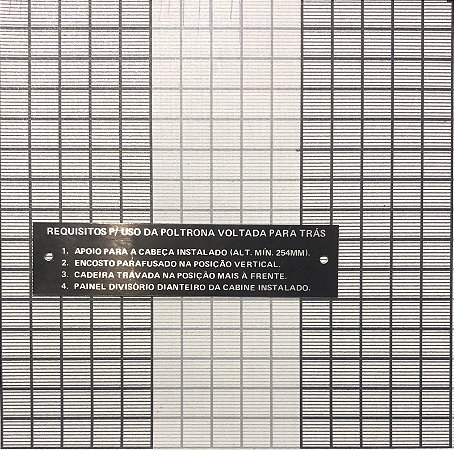 REQUISITOS P/ USO DA POLTRONA VOLTADA PARA TRÁS
1. APOIO PARA A CABEÇA INSTALADO (ALT. MÍN. 254MM).
2. ENCOSTO PARAFUSADO NA POSIÇÃO VERTICAL.
3. CADEIRA TRAVADA NA POSIÇÃO MAIS À FRENTE.
4. PAINEL DIVISÓRIO DIANTEIRO DA CABINE INSTALADO.